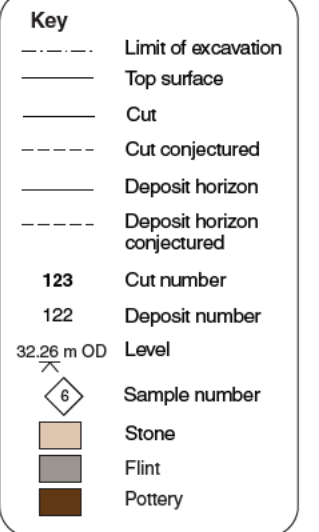 Key
Limit of excavation
Top surface
Cut
Cut conjectured
Deposit horizon
Deposit horizon
conjectured
123 Cut number
122 Deposit number
32.26 m OD Level
6 Sample number
Stone
Flint
Pottery